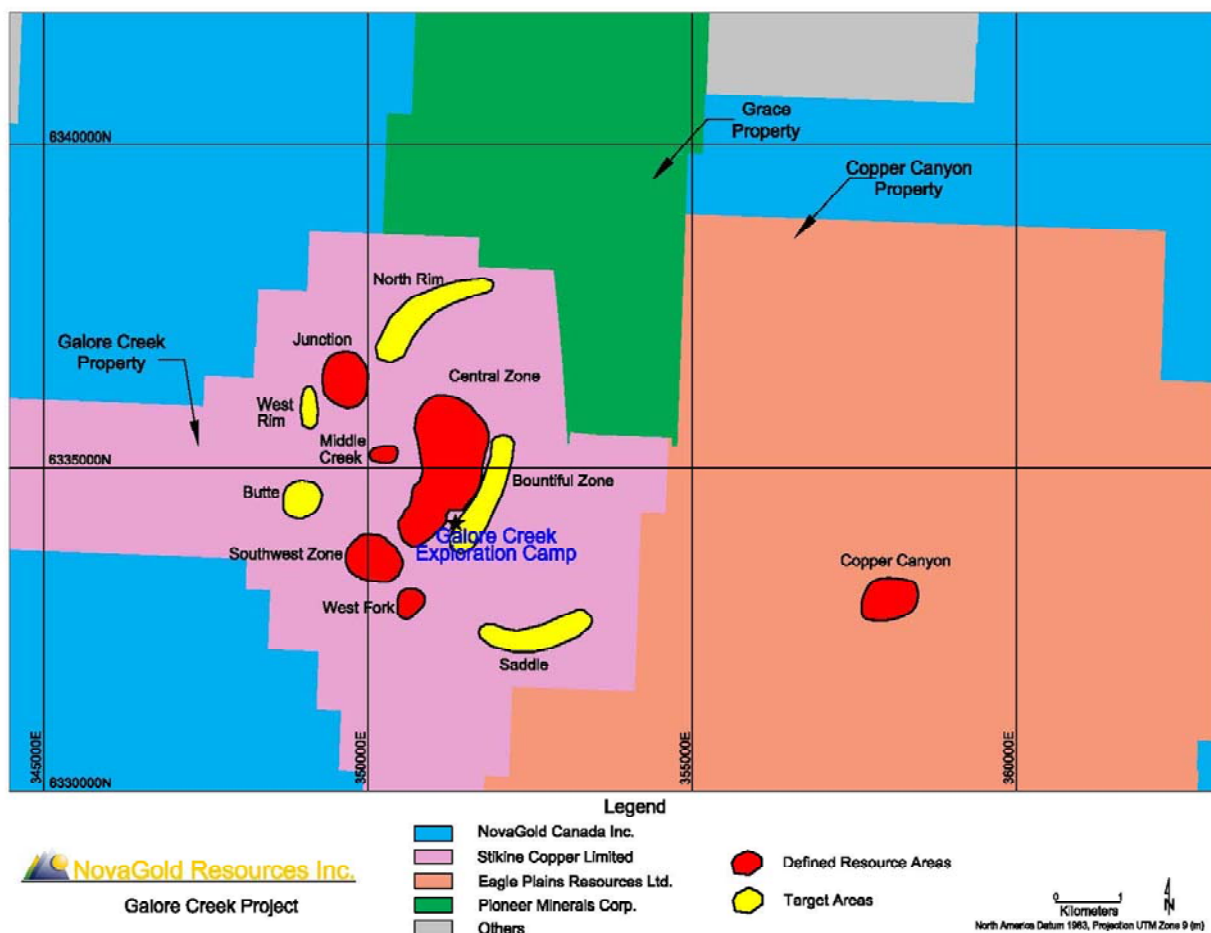 Grace
Property
6340000N
Copper Canyon
Property
North Rim
Galore Creek
Property
Junction
Central Zone
West
Rim
Middle
Creek
6335000N
Butte
Bountiful Zone
Galore Creek
Exploration Camp
Southwest Zone
Copper Canyon
West Fork
Saddle
345000E
350000E
355000E
360000E
6330000N
Legend
NovaGold Canada Inc.
Stikine Copper Limited
Eagle Plains Resources Ltd.
Pioneer Minerals Corp.
Others
Defined Resource Areas
Target Areas
NovaGold Resources Inc.
Galore Creek Project
0 1
Kilometers
N
North America Datum 1983, Projection UTM Zone 9 (m)